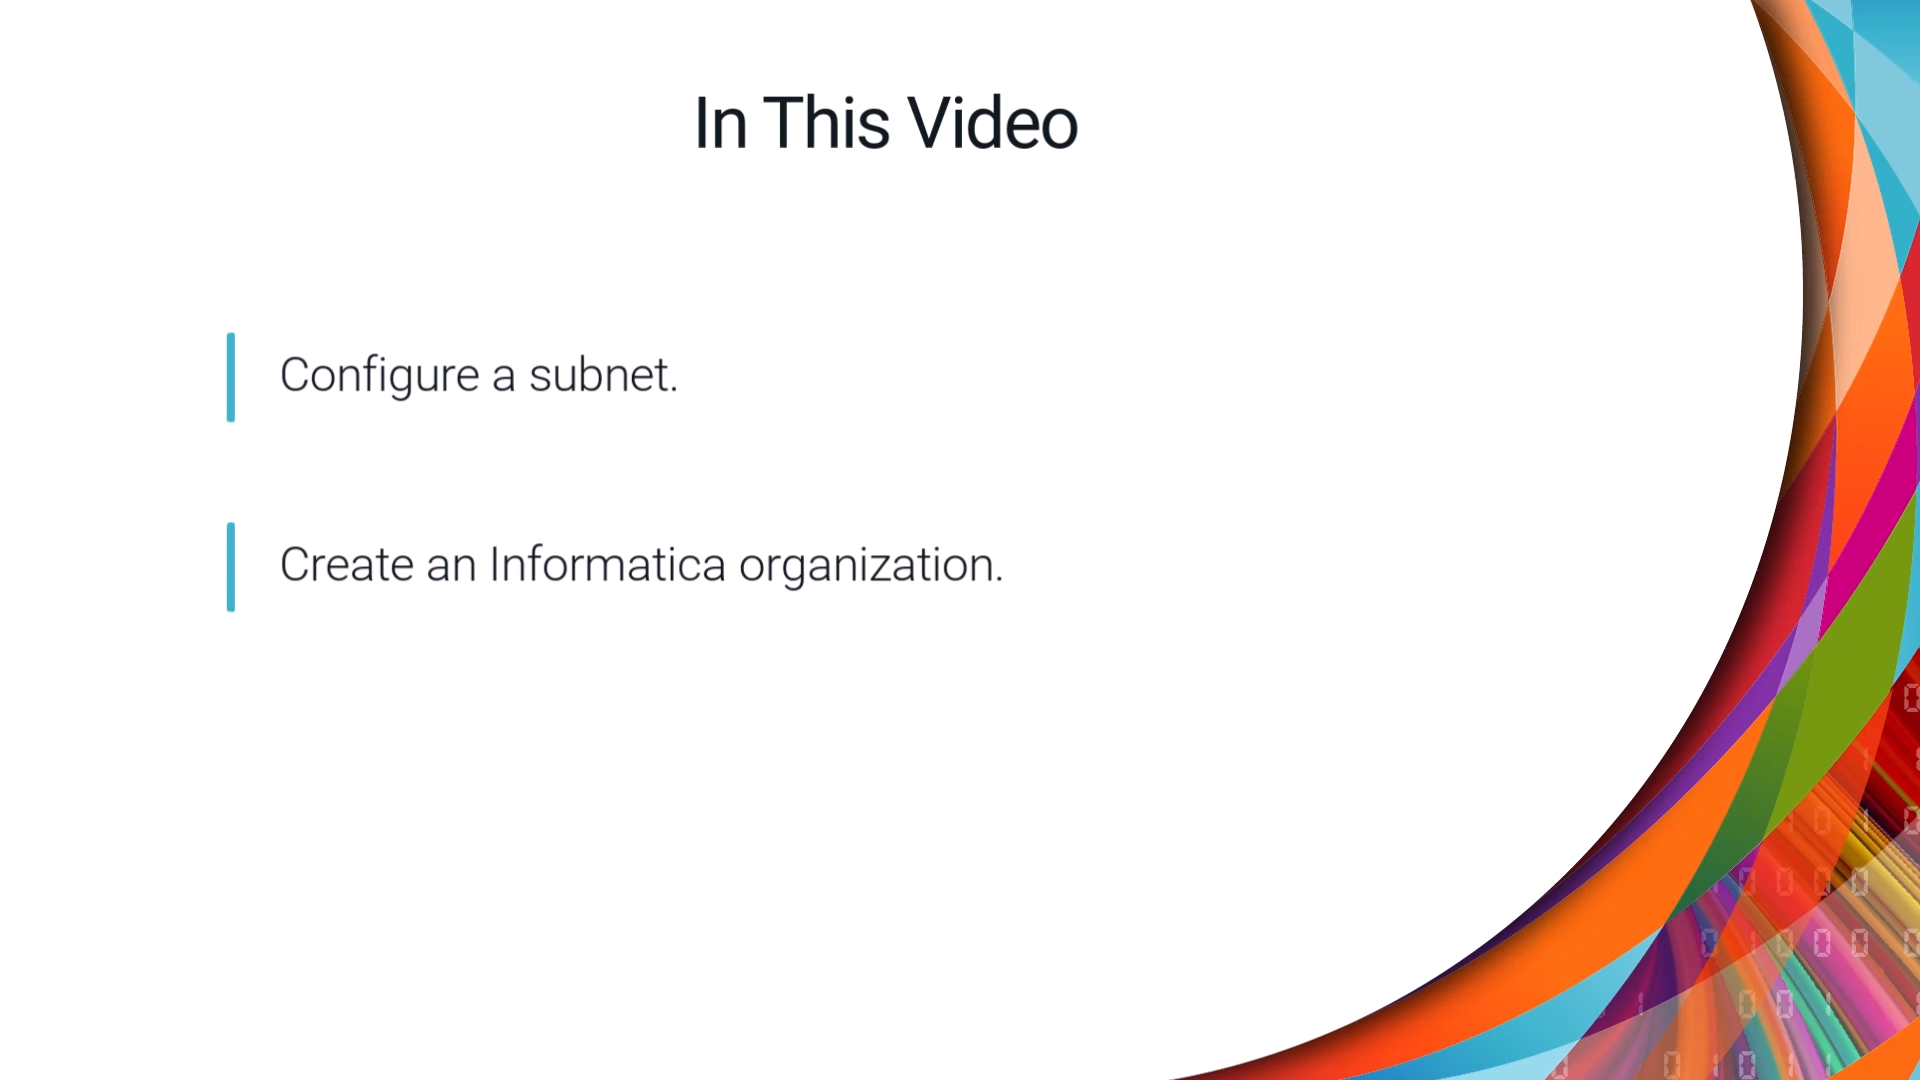 In This Video
Configure a subnet.
Create an Informatica organization.